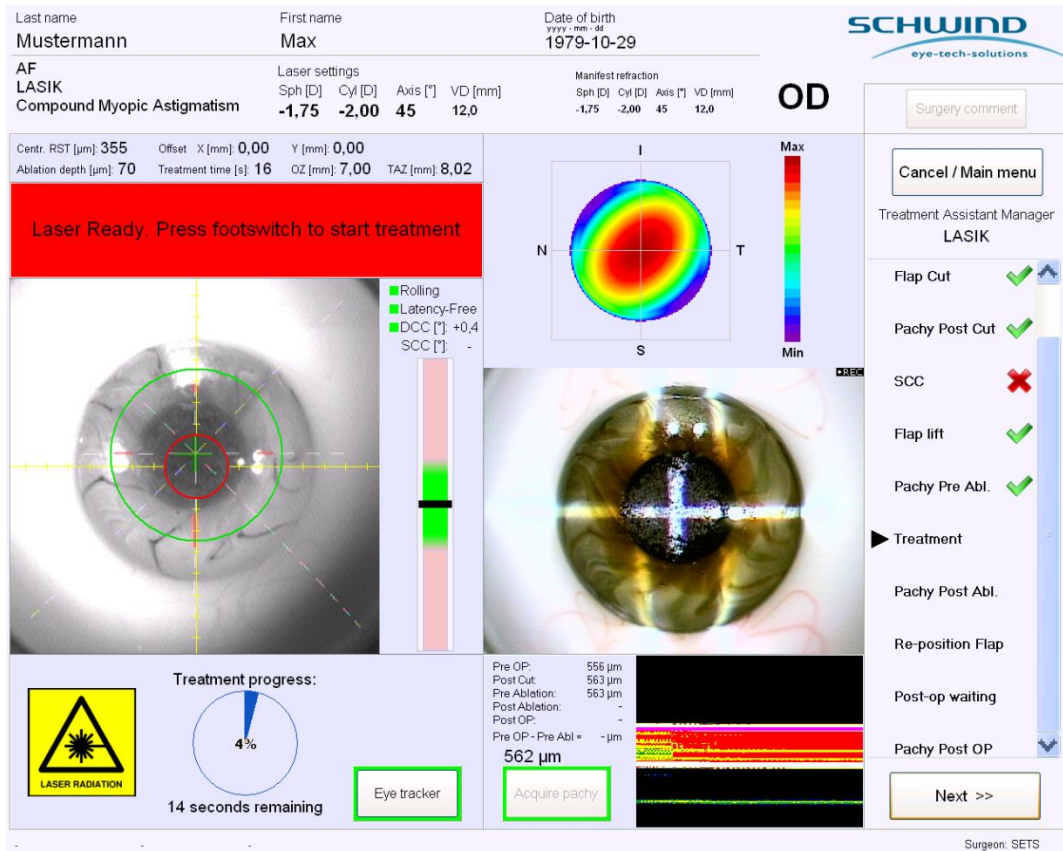 Last name First name Date of birth
yyyy - mm - dd
Mustermann Max 1979-10-29
SCHWIND
eye-tech-solutions
AF Laser settings Manifest refraction
LASIK Sph [D] Cyl [D] Axis [°] VD [mm] Sph [D] Cyl [D] Axis [°] VD [mm]
Compound Myopic Astigmatism -1,75 -2,00 45 12,0 -1,75 -2,00 45 12,0
OD
Surgery comment
Centr. RST [µm]: 355 Offset X [mm]: 0,00 Y [mm]: 0,00
Ablation depth [µm]: 70 Treatment time [s]: 16 OZ [mm]: 7,00 TAZ [mm]: 8,02
Laser Ready. Press footswitch to start treatment
Rolling
Latency-Free
DCC [°]: +0,4
SCC [°]: -
I
N T
S
Max
Min
REC
Pre OP: 556 µm
Post Cut: 563 µm
Pre Ablation: 563 µm
Post Ablation: -
Post OP: -
Pre OP - Pre Abl = - µm
562 µm
Acquire pachy
LASER RADIATION
Treatment progress:
4%
14 seconds remaining
Eye tracker
Cancel / Main menu
Treatment Assistant Manager
LASIK
Flap Cut
Pachy Post Cut
SCC
Flap lift
Pachy Pre Abl.
Treatment
Pachy Post Abl.
Re-position Flap
Post-op waiting
Pachy Post OP
Next >>
- - -
Surgeon: SETS